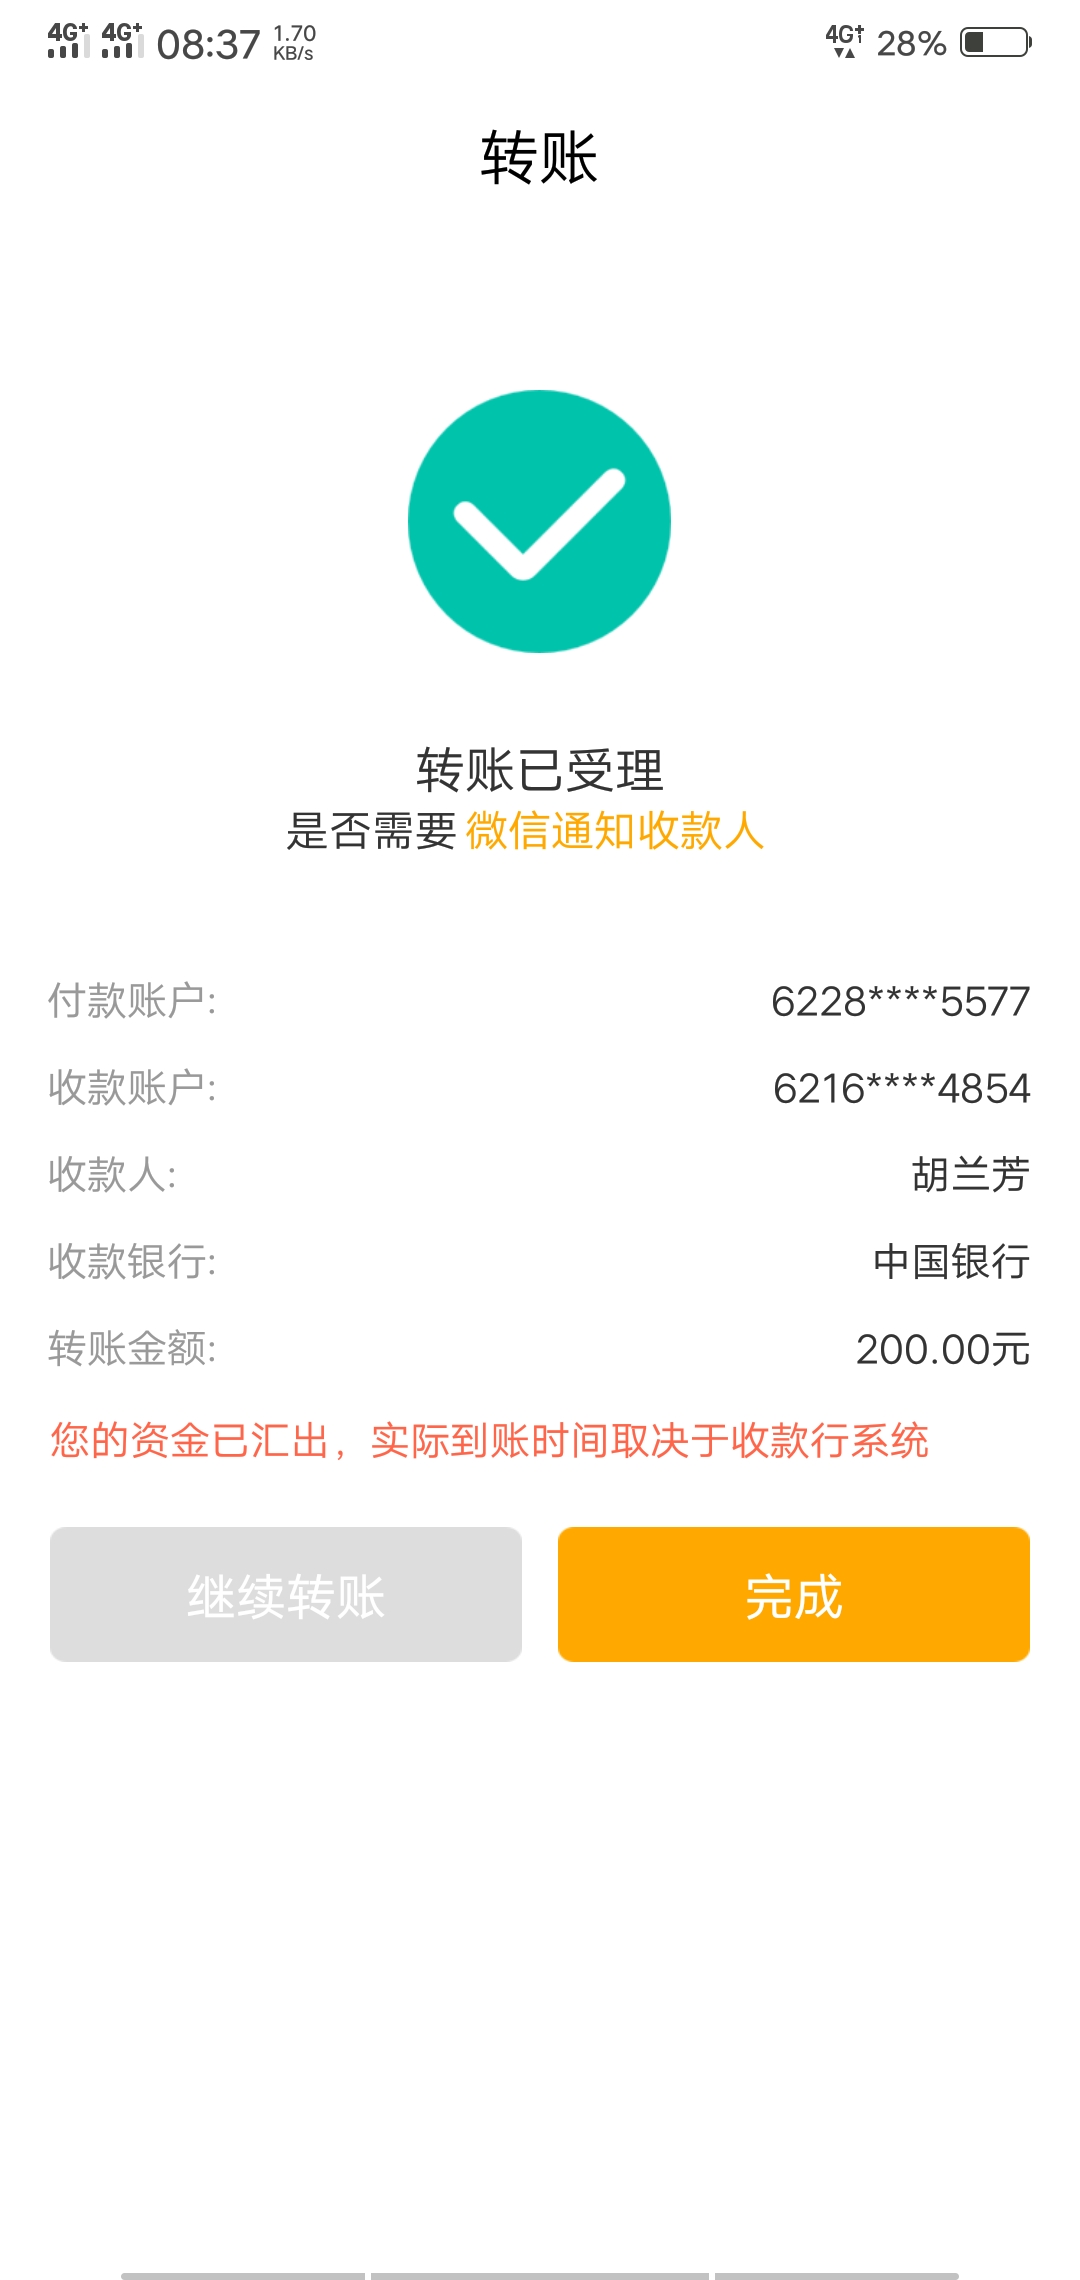 4G+ 4G+ 08:37 1.70 KB/s 4G+ 28%
转账
转账已受理
是否需要 微信通知收款人
付款账户: 6228****5577
收款账户: 6216****4854
收款人: 胡兰芳
收款银行: 中国银行
转账金额: 200.00元
您的资金已汇出，实际到账时间取决于收款行系统
继续转账 完成